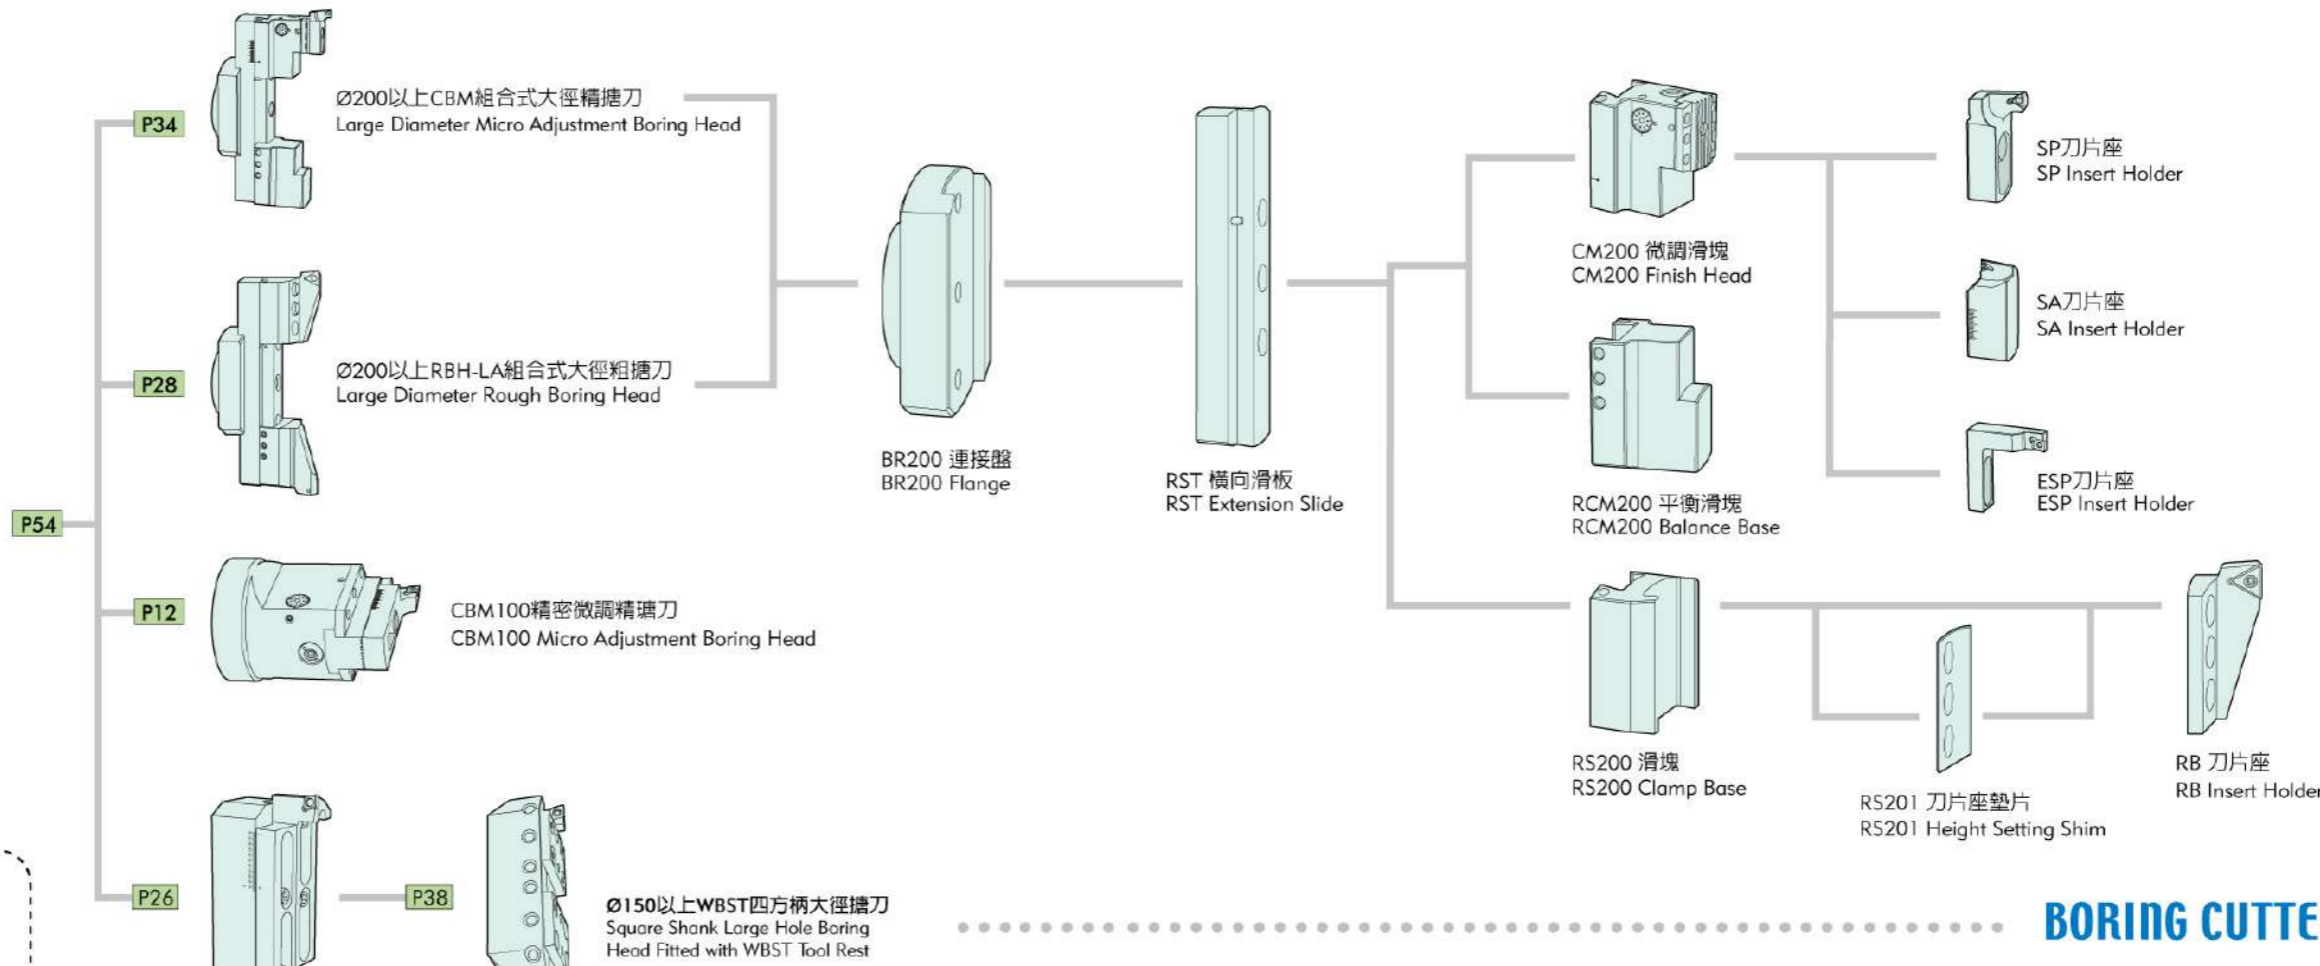 P34
Ø200以上CBM組合式大徑精搪刀
Large Diameter Micro Adjustment Boring Head
P28
Ø200以上RBH-LA組合式大徑粗搪刀
Large Diameter Rough Boring Head
P54
P12
CBM100精密微調精搪刀
CBM100 Micro Adjustment Boring Head
P26
P38
Ø150以上WBST四方柄大徑搪刀
Square Shank Large Hole Boring
Head Fitted with WBST Tool Rest
BR200 連接盤
BR200 Flange
RST 橫向滑板
RST Extension Slide
CM200 微調滑塊
CM200 Finish Head
RCM200 平衡滑塊
RCM200 Balance Base
RS200 滑塊
RS200 Clamp Base
SP刀片座
SP Insert Holder
SA刀片座
SA Insert Holder
ESP刀片座
ESP Insert Holder
RS201 刀片座墊片
RS201 Height Setting Shim
RB 刀片座
RB Insert Holder
BORING CUTTE